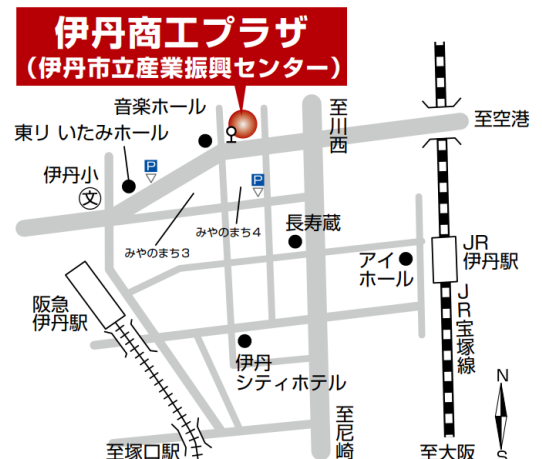 伊丹商工プラザ
(伊丹市立産業振興センター)
音楽ホール
至川西
至空港
東リ いたみホール
伊丹小
文
P
P
みやのまち3
みやのまち4
長寿蔵
アイ
ホール
JR
伊丹駅
阪急
伊丹駅
JR宝塚線
伊丹
シティホテル
N
S
至塚口駅
至尼崎
至大阪